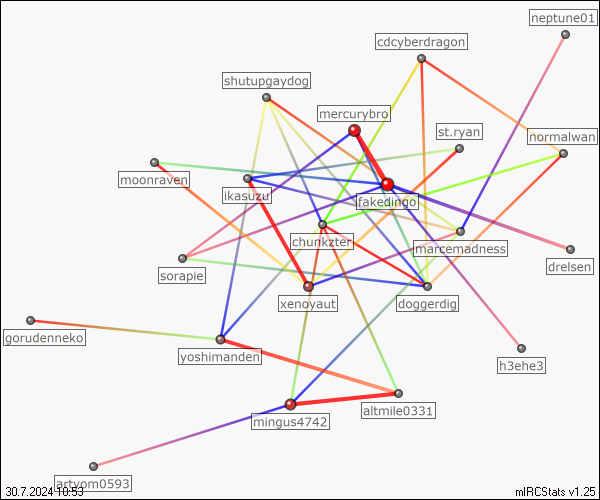 neptune01
cdcyberdragon
shutupgaydog
mercurybro
st.ryan
normalwan
moonraven
ikasuzu
fakedingo
chunkzter
marcemadness
drelsen
sorapie
xenoyaut
doggerdig
gorudenneko
yoshimanden
h3ehe3
altmile0331
mingus4742
artyom0593
30.7.2024 10:53
mIRCStats v1.25